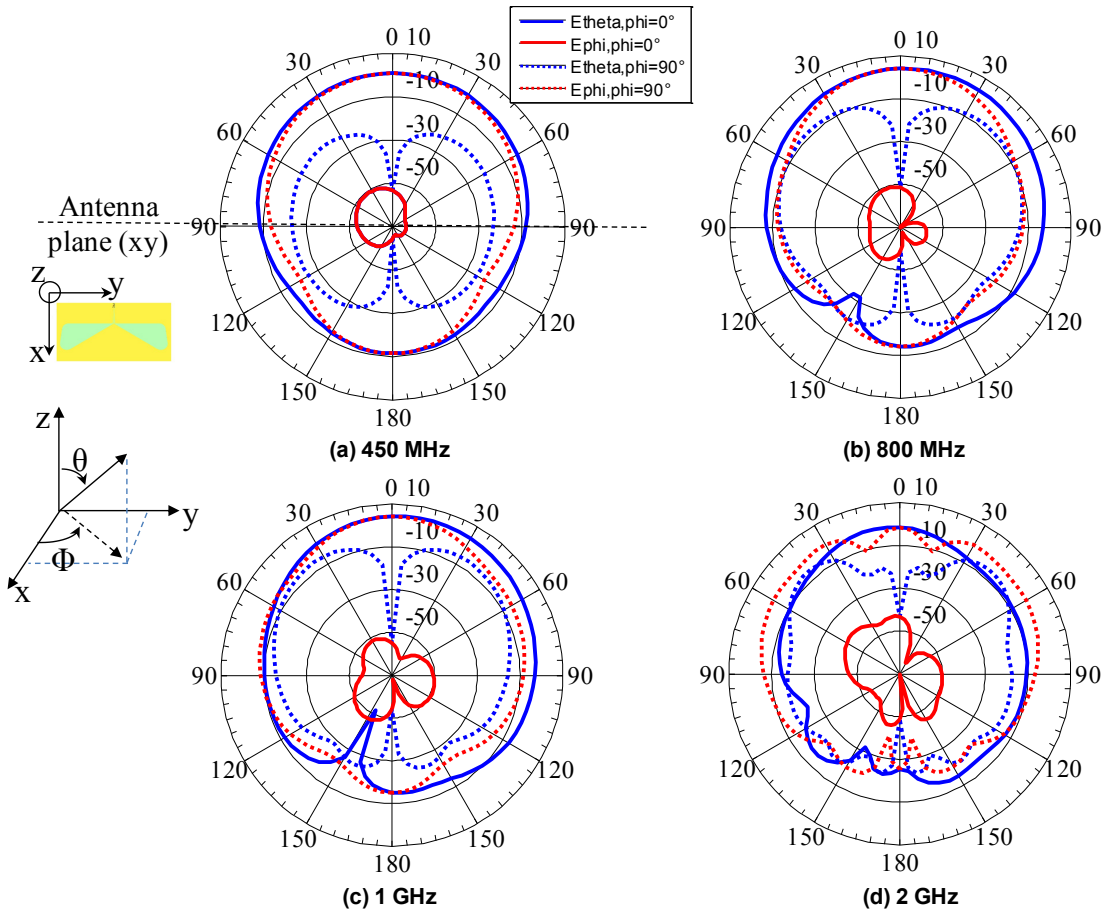 Etheta,phi=0°
Ephi,phi=0°
Etheta,phi=90°
Ephi,phi=90°
0 10
30 30
-10
60 60
-30
-50
90 90
120 120
150 150
180
(a) 450 MHz
0 10
30 30
-10
60 60
-30
-50
90 90
120 120
150 150
180
(b) 800 MHz
Antenna
plane (xy)
z
y
x
z
θ
y
Φ
x
0 10
30 30
-10
60 60
-30
-50
90 90
120 120
150 150
180
(c) 1 GHz
0 10
30 30
-10
60 60
-30
-50
90 90
120 120
150 150
180
(d) 2 GHz